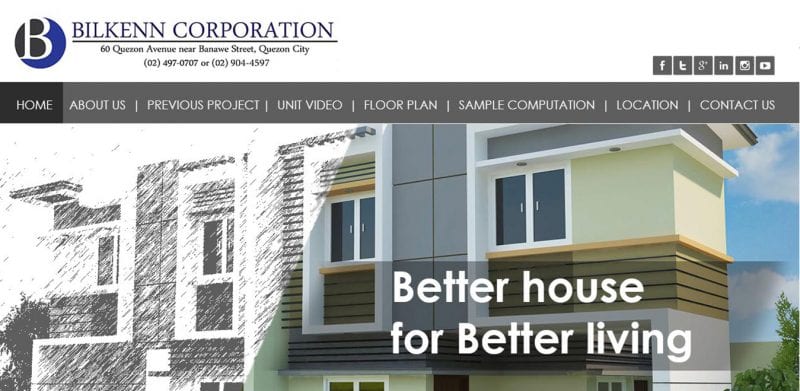 B
BILKENN CORPORATION
60 Quezon Avenue near Banawe Street, Quezon City
(02) 497-0707 or (02) 904-4597
f t g+ in
HOME ABOUT US | PREVIOUS PROJECT | UNIT VIDEO | FLOOR PLAN | SAMPLE COMPUTATION | LOCATION | CONTACT US
Better house
for Better living